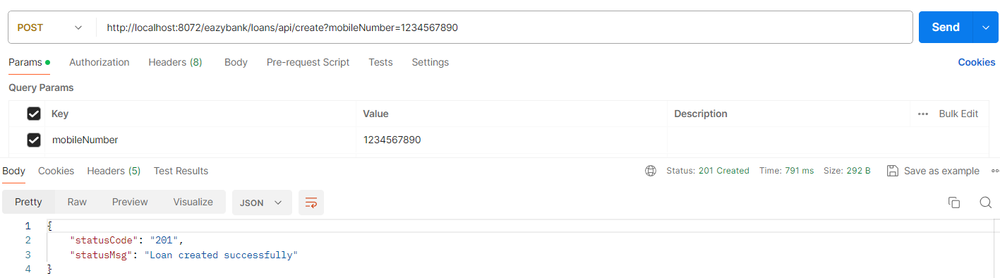 POST http://localhost:8072/eazybank/loans/api/create?mobileNumber=1234567890 Send
Params Authorization Headers (8) Body Pre-request Script Tests Settings Cookies
Query Params
Key Value Description Bulk Edit
mobileNumber 1234567890
Body Cookies Headers (5) Test Results Status: 201 Created Time: 791 ms Size: 292 B Save as example
Pretty Raw Preview Visualize JSON
1 {
2 "statusCode": "201",
3 "statusMsg": "Loan created successfully"
4 }